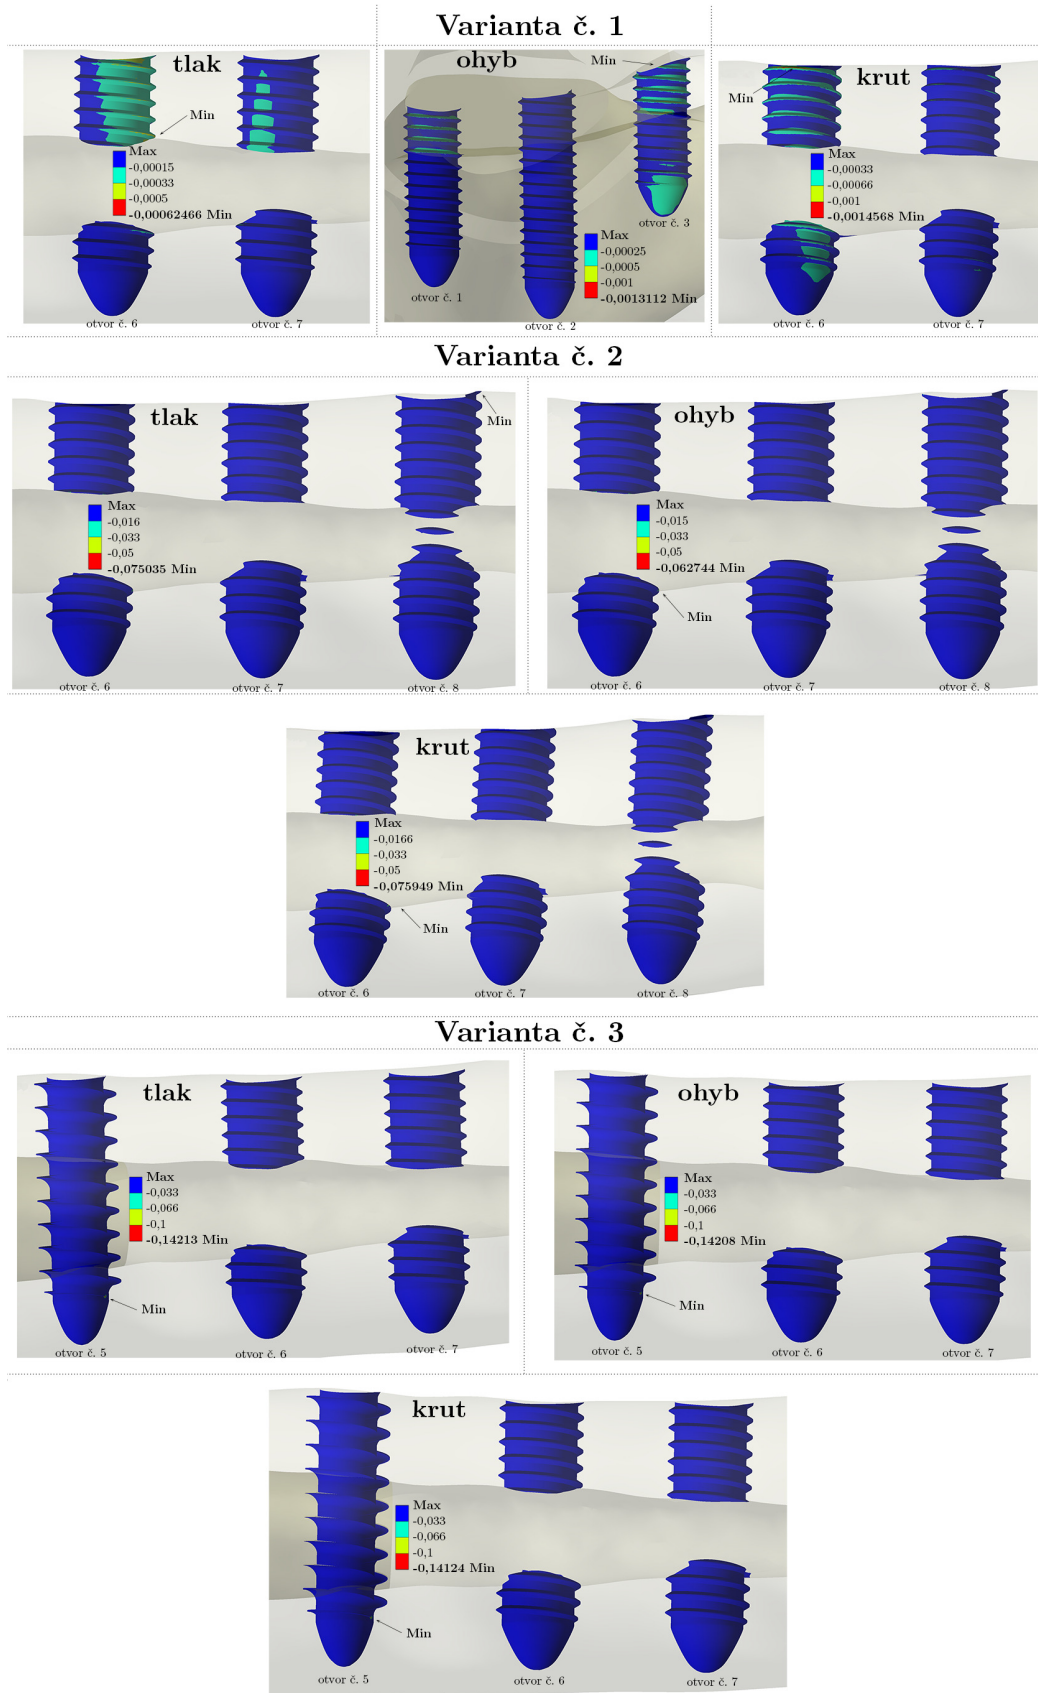 Varianta č. 1
tlak
Min
Max
-0,00015
-0,00033
-0,0005
-0,00062466 Min
otvor č. 6
otvor č. 7
ohyb
Min
otvor č. 3
Max
-0,00025
-0,0005
-0,001
-0,0013112 Min
otvor č. 1
otvor č. 2
krut
Min
Max
-0,00033
-0,00066
-0,001
-0,0014568 Min
otvor č. 6
otvor č. 7
Varianta č. 2
tlak
Min
Max
-0,016
-0,033
-0,05
-0,075035 Min
otvor č. 6
otvor č. 7
otvor č. 8
ohyb
Max
-0,015
-0,033
-0,05
-0,062744 Min
Min
otvor č. 6
otvor č. 7
otvor č. 8
krut
Max
-0,0166
-0,033
-0,05
-0,075949 Min
Min
otvor č. 6
otvor č. 7
otvor č. 8
Varianta č. 3
tlak
Max
-0,033
-0,066
-0,1
-0,14213 Min
Min
otvor č. 5
otvor č. 6
otvor č. 7
ohyb
Max
-0,033
-0,066
-0,1
-0,14208 Min
Min
otvor č. 5
otvor č. 6
otvor č. 7
krut
Max
-0,033
-0,066
-0,1
-0,14124 Min
Min
otvor č. 5
otvor č. 6
otvor č. 7